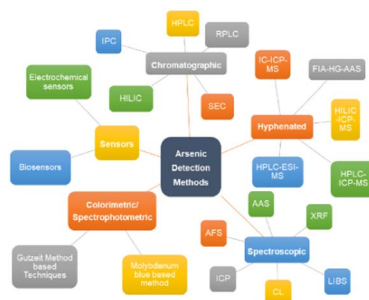 HPLC
IPC
RPLC
Chromatographic
IC-ICP-
MS
FIA-HG-AAS
Electrochemical
sensors
HILIC
SEC
Hyphenated
HILIC
-ICP-
MS
Sensors
Arsenic
Detection
Methods
Biosensors
HPLC-ESI-
MS
HPLC-
ICP-MS
Colorimetric/
Spectrophotometric
AAS
XRF
AFS
Spectroscopic
Gutzeit Method
based
Techniques
Molybdenum
blue based
method
ICP
CL
LIBS